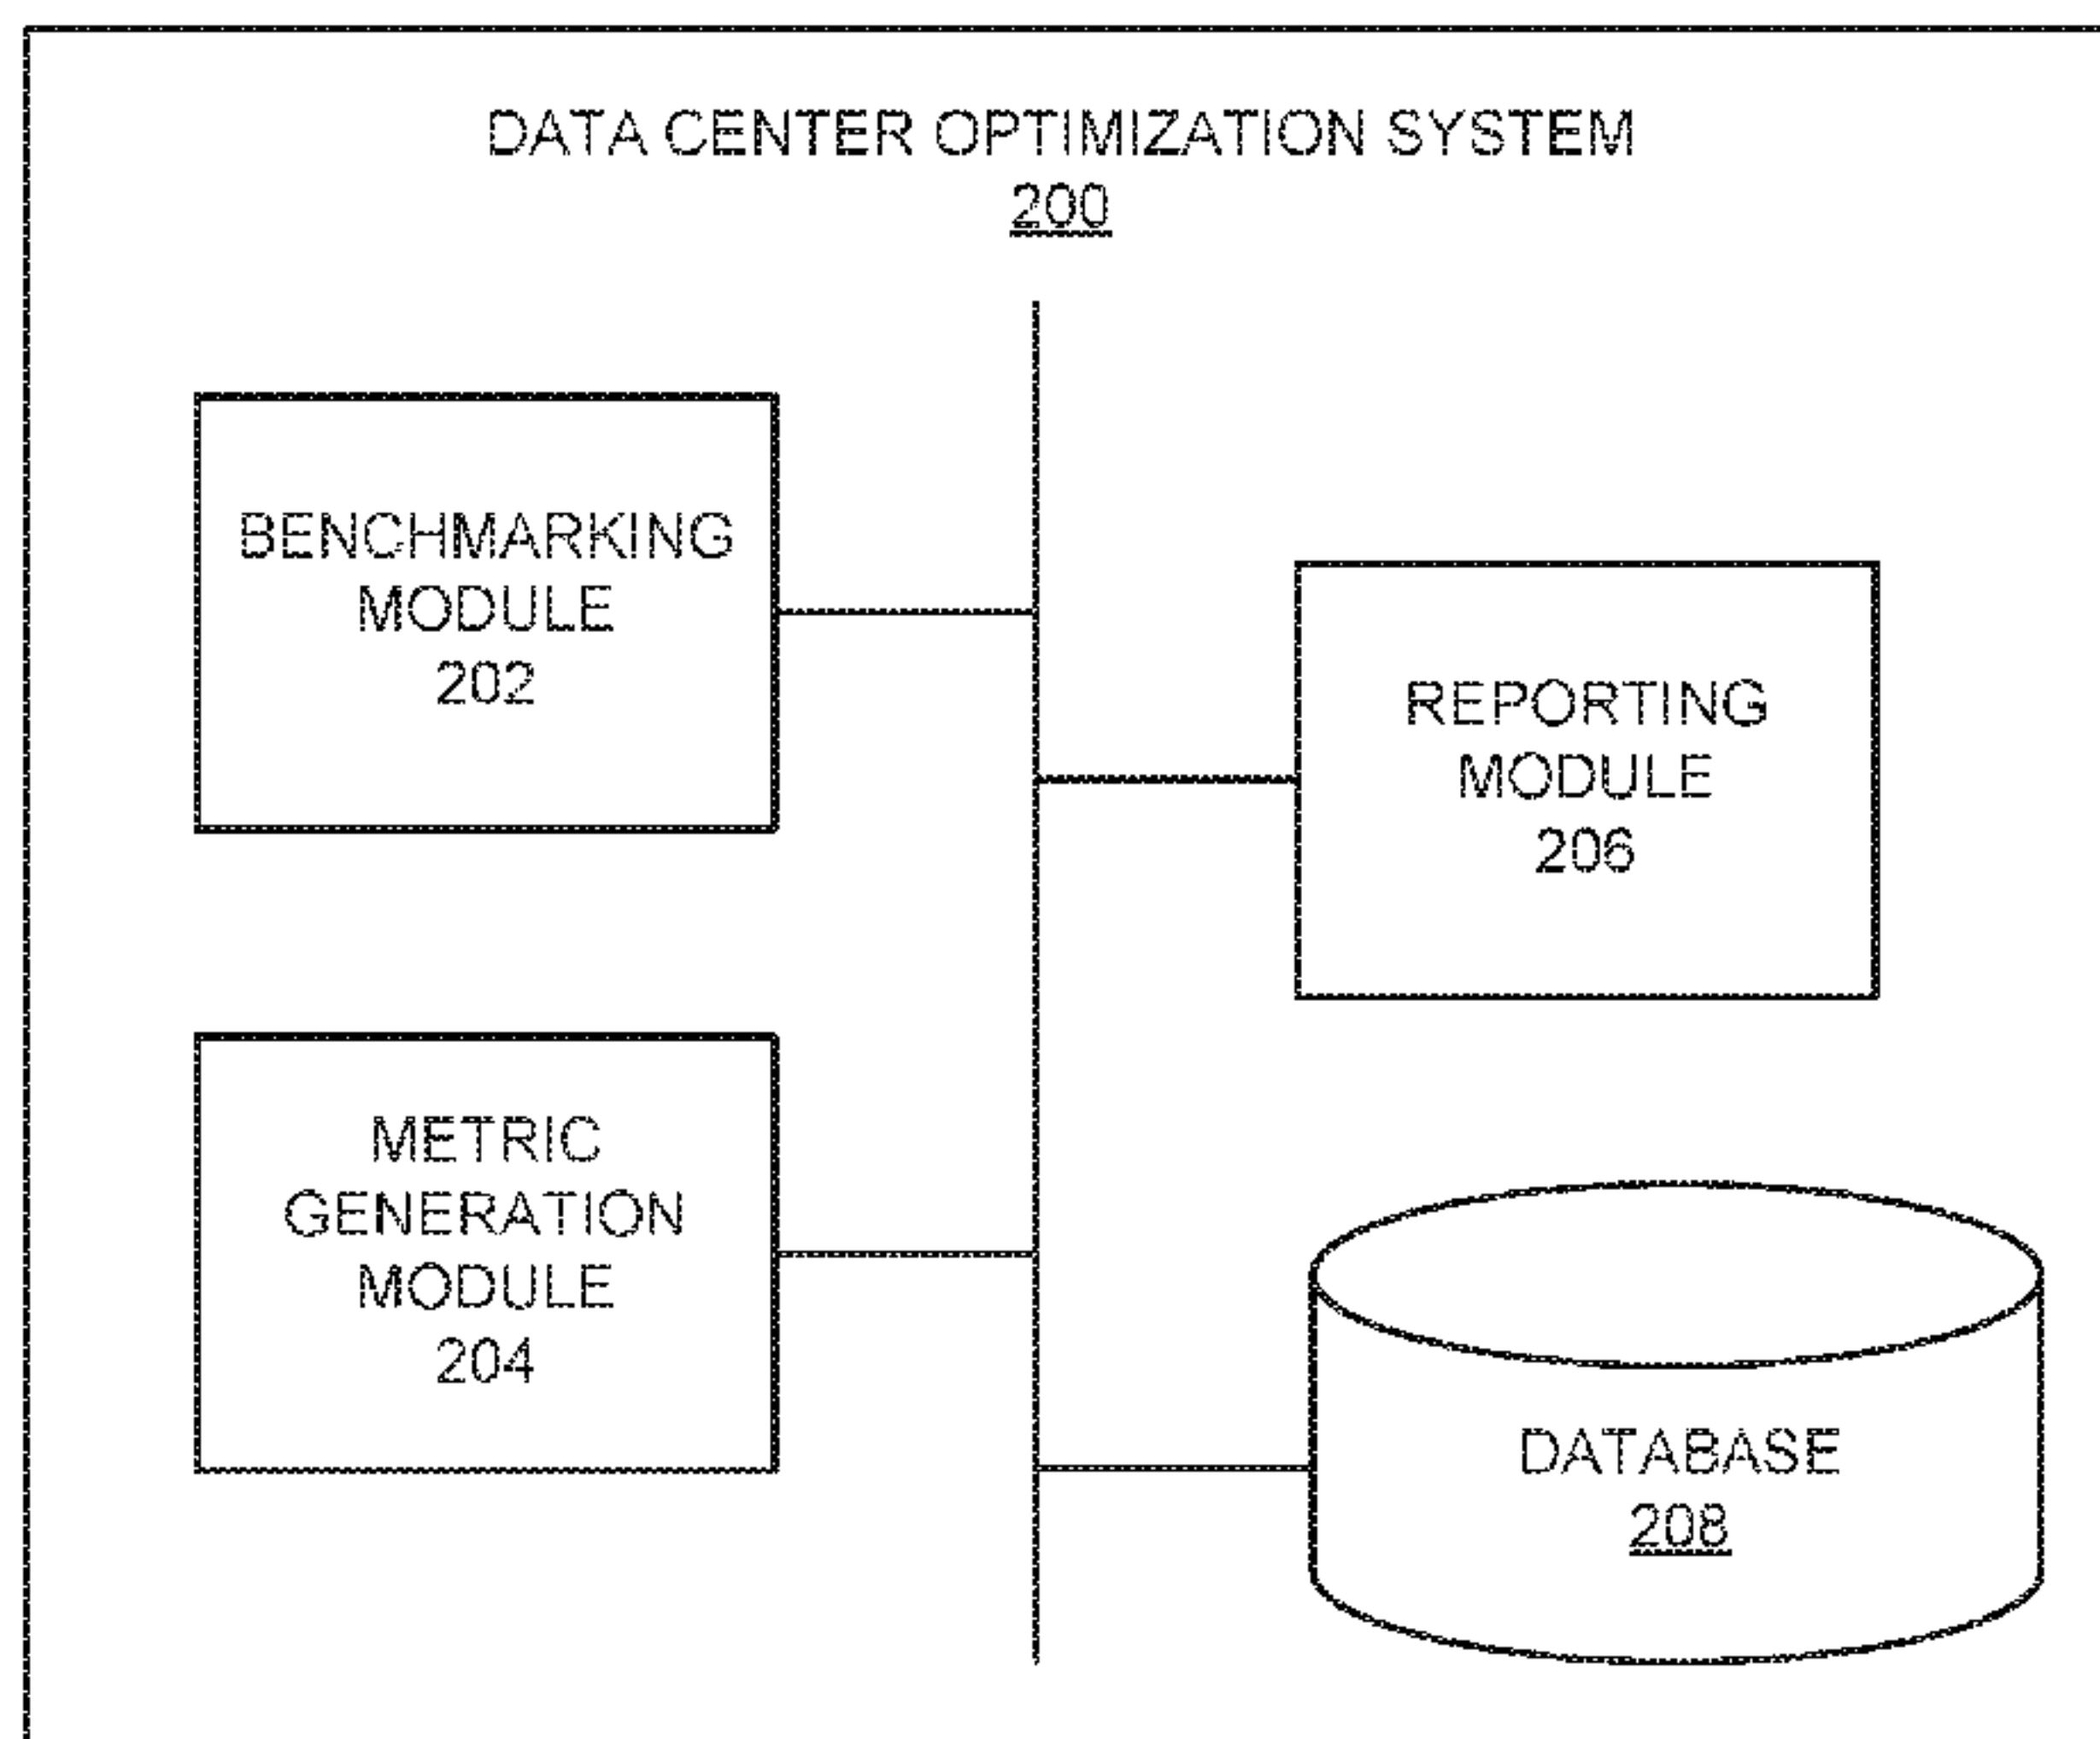 DATA CENTER OPTIMIZATION SYSTEM
200
BENCHMARKING
MODULE
202
REPORTING
MODULE
206
METRIC
GENERATION
MODULE
204
DATABASE
208